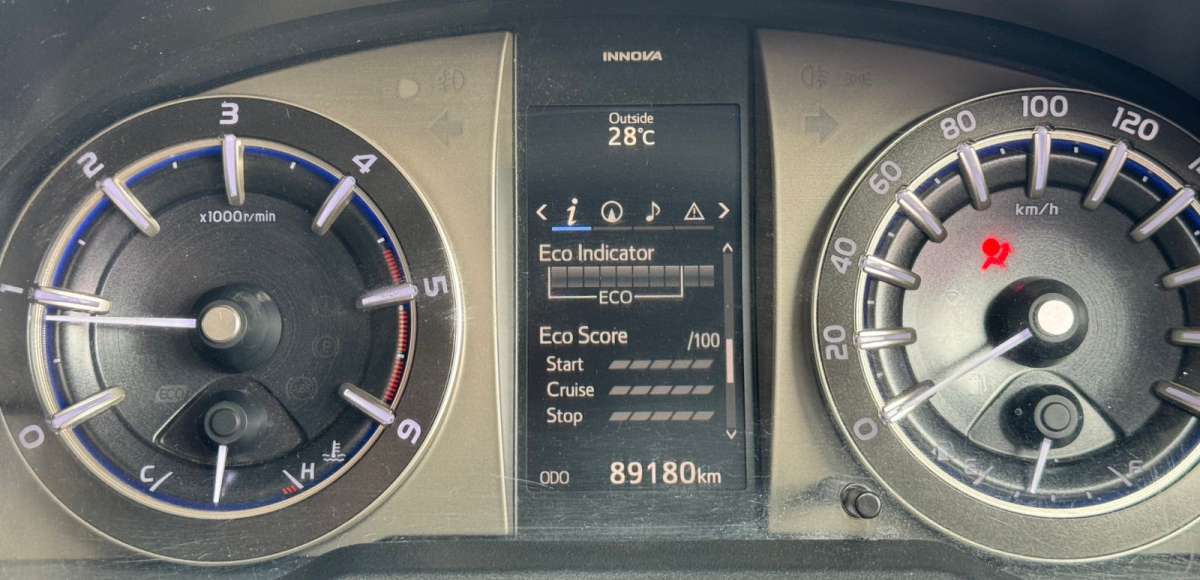 INNOVA
Outside
28°C
Eco Indicator
ECO
Eco Score /100
Start
Cruise
Stop
ODO 89180km
0
1
2
3
4
5
6
x1000r/min
ECO
C
H
0
20
40
60
80
100
120
km/h
E
F